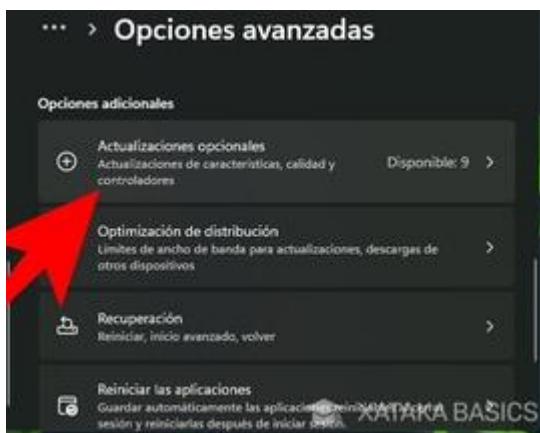 ··· > Opciones avanzadas
Opciones adicionales
Actualizaciones opcionales
Actualizaciones de características, calidad y
controladores
Disponible: 9 >
Optimización de distribución
Límites de ancho de banda para actualizaciones, descargas de
otros dispositivos
Recuperación
Reiniciar, inicio avanzado, volver
Reiniciar las aplicaciones
Guardar automáticamente las aplicaciones
sesión y reiniciarlas después de iniciar sesión.
XATAKA BASICS